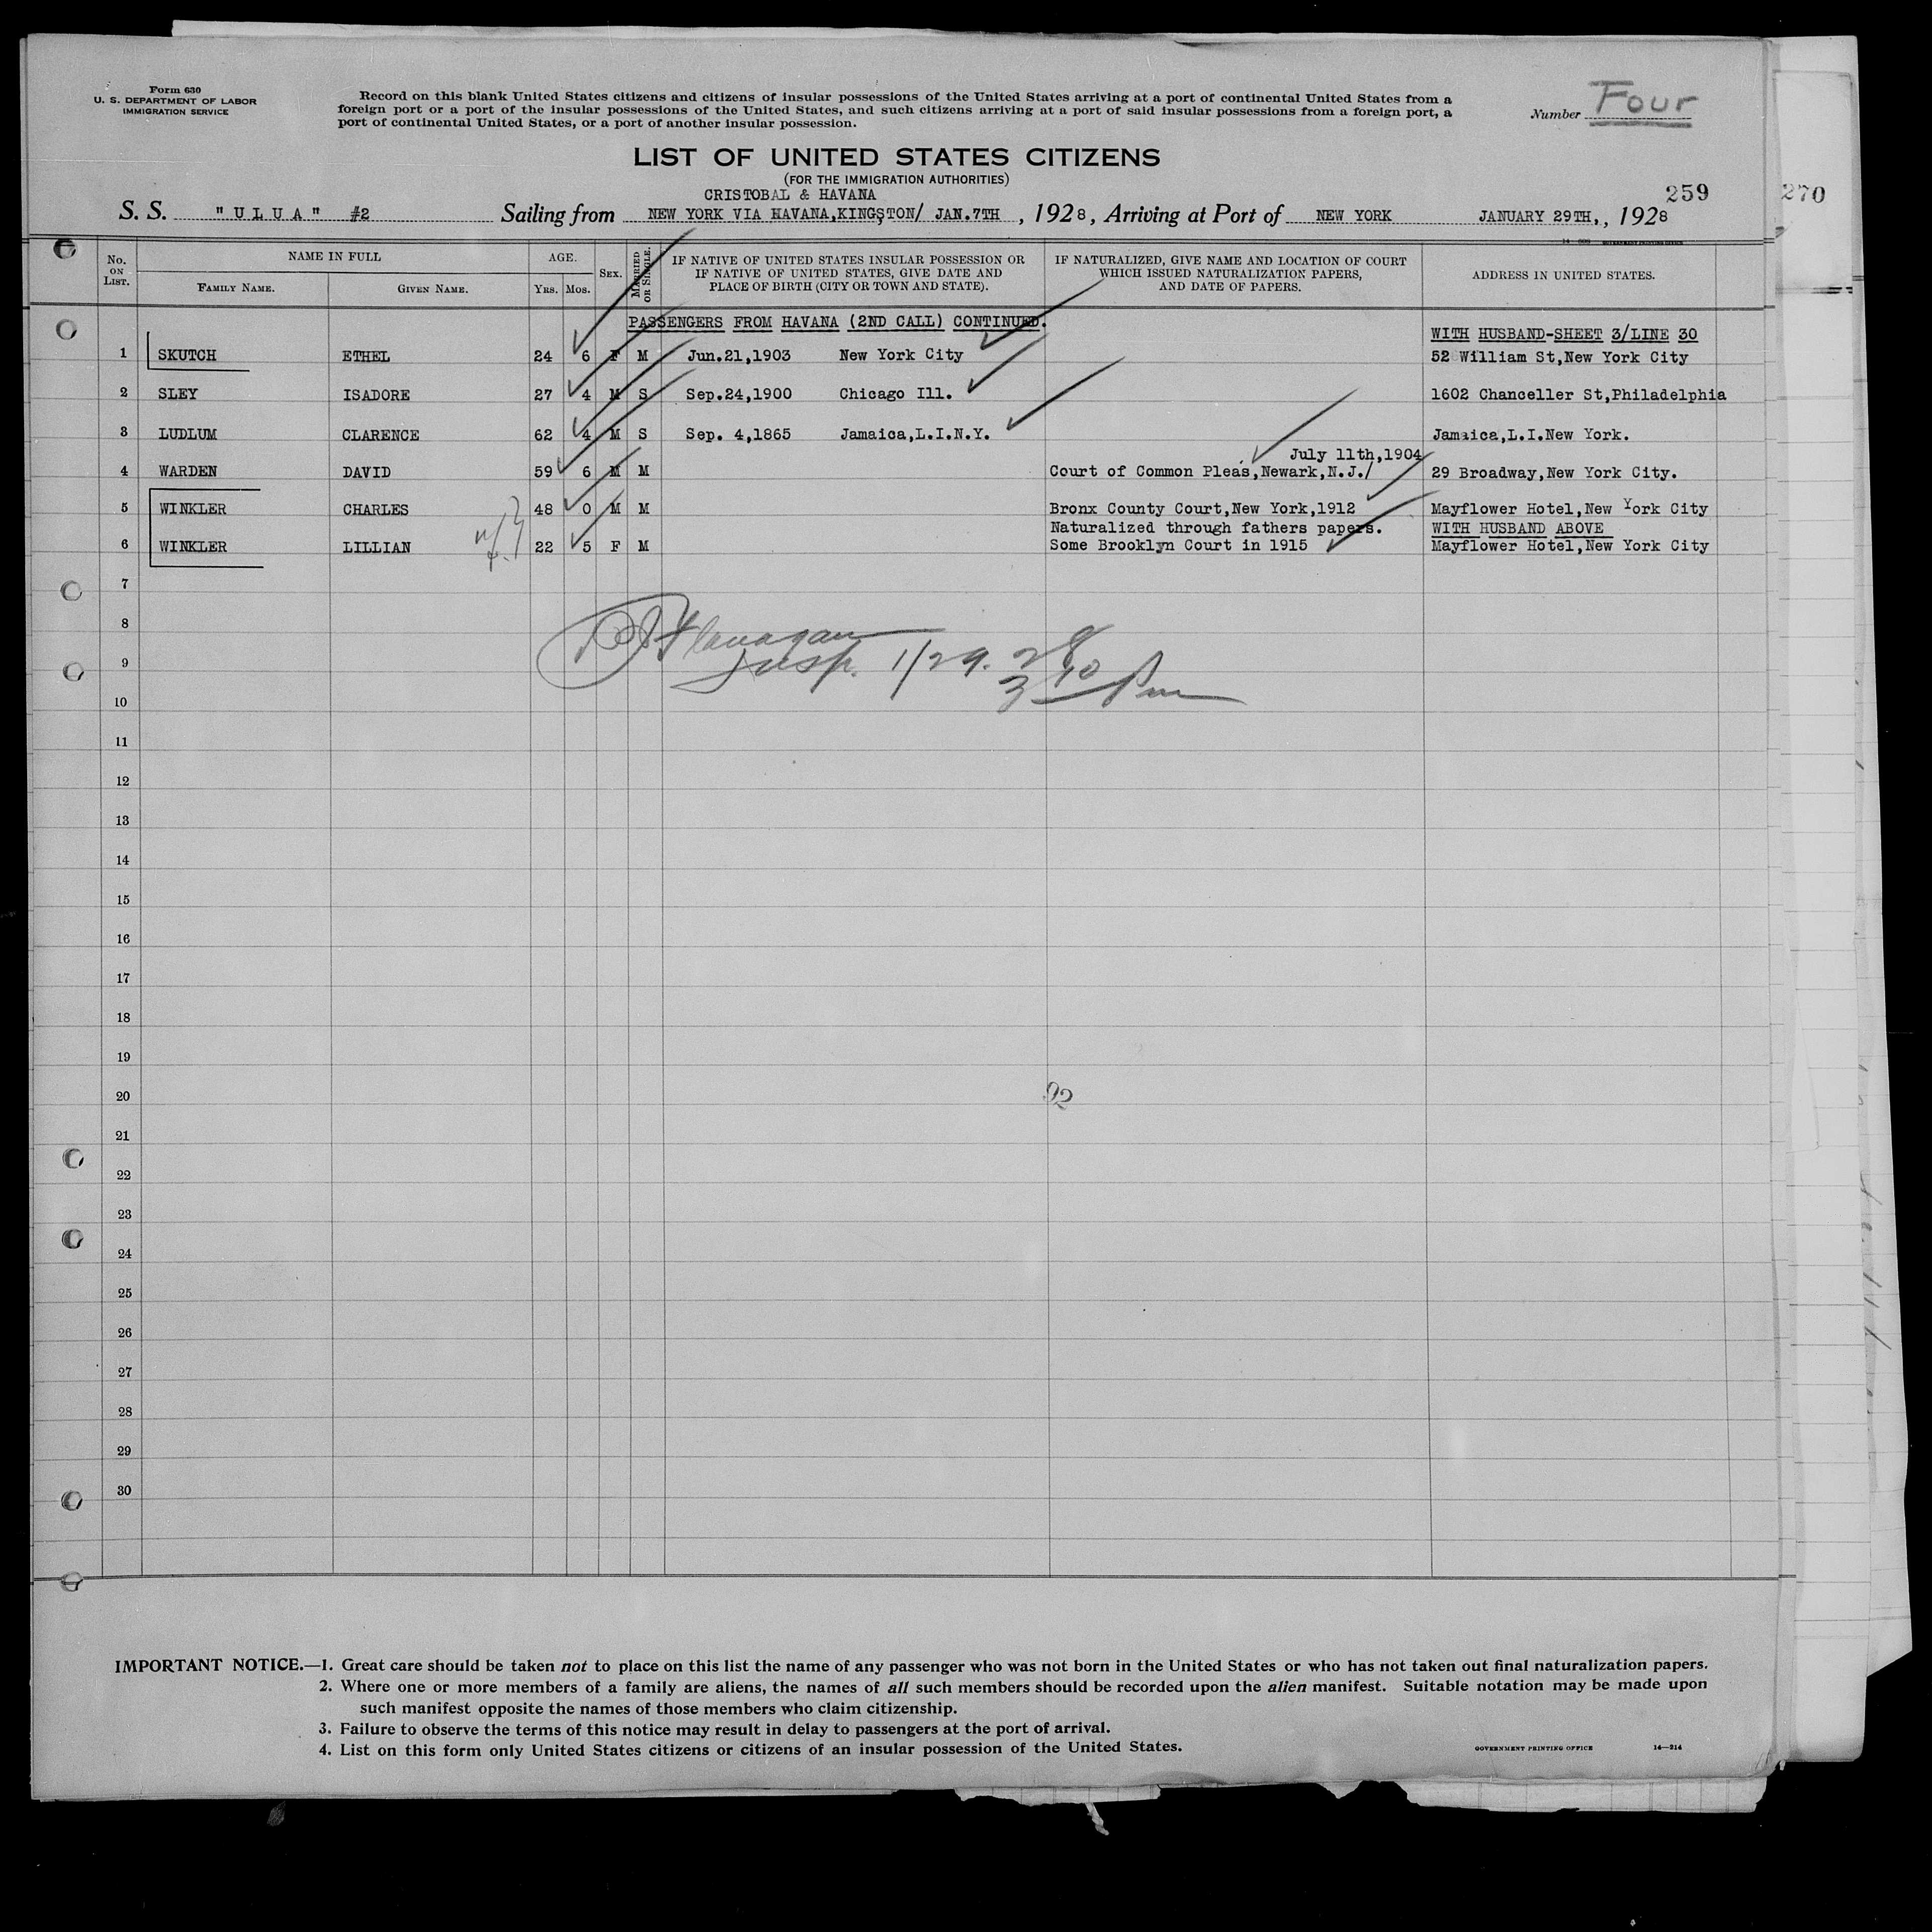 Form 630
U. S. DEPARTMENT OF LABOR
IMMIGRATION SERVICE
Record on this blank United States citizens and citizens of insular possessions of the United States arriving at a port of continental United States from a
foreign port or a port of the insular possessions of the United States, and such citizens arriving at a port of said insular possessions from a foreign port, a
port of continental United States, or a port of another insular possession.
Number Four
LIST OF UNITED STATES CITIZENS
(FOR THE IMMIGRATION AUTHORITIES)
CRISTOBAL & HAVANA
259
270
S. S. "ULUA" #2 Sailing from NEW YORK VIA HAVANA,KINGSTON/ JAN.7TH, 1928, Arriving at Port of NEW YORK JANUARY 29TH,, 1928
No. ON LIST.
NAME IN FULL
FAMILY NAME. GIVEN NAME.
AGE.
YRS. MOS.
SEX.
MARRIED OR SINGLE.
IF NATIVE OF UNITED STATES INSULAR POSSESSION OR
IF NATIVE OF UNITED STATES, GIVE DATE AND
PLACE OF BIRTH (CITY OR TOWN AND STATE).
IF NATURALIZED, GIVE NAME AND LOCATION OF COURT
WHICH ISSUED NATURALIZATION PAPERS,
AND DATE OF PAPERS.
ADDRESS IN UNITED STATES.
PASSENGERS FROM HAVANA (2ND CALL) CONTINUED.
WITH HUSBAND-SHEET 3/LINE 30
1 SKUTCH ETHEL 24 6 F M Jun.21,1903 New York City 52 William St,New York City
2 SLEY ISADORE 27 4 M S Sep.24,1900 Chicago Ill. 1602 Chanceller St,Philadelphia
3 LUDLUM CLARENCE 62 4 M S Sep. 4,1865 Jamaica,L.I.N.Y. Jamaica,L.I.New York.
July 11th,1904
4 WARDEN DAVID 59 6 M M Court of Common Pleas,Newark,N.J./ 29 Broadway,New York City.
5 WINKLER CHARLES 48 0 M M Bronx County Court,New York,1912 Mayflower Hotel,New York City
Naturalized through fathers papers. WITH HUSBAND ABOVE
6 WINKLER LILLIAN 22 5 F M Some Brooklyn Court in 1915 Mayflower Hotel,New York City
7
8
Flanagan
9
Insp. 1/29. 28
10
3 10 Pm
11
12
13
14
15
16
17
18
19
20
92
21
22
23
24
25
26
27
28
29
30
IMPORTANT NOTICE.—1. Great care should be taken not to place on this list the name of any passenger who was not born in the United States or who has not taken out final naturalization papers.
2. Where one or more members of a family are aliens, the names of all such members should be recorded upon the alien manifest. Suitable notation may be made upon
such manifest opposite the names of those members who claim citizenship.
3. Failure to observe the terms of this notice may result in delay to passengers at the port of arrival.
4. List on this form only United States citizens or citizens of an insular possession of the United States.
GOVERNMENT PRINTING OFFICE 14—214